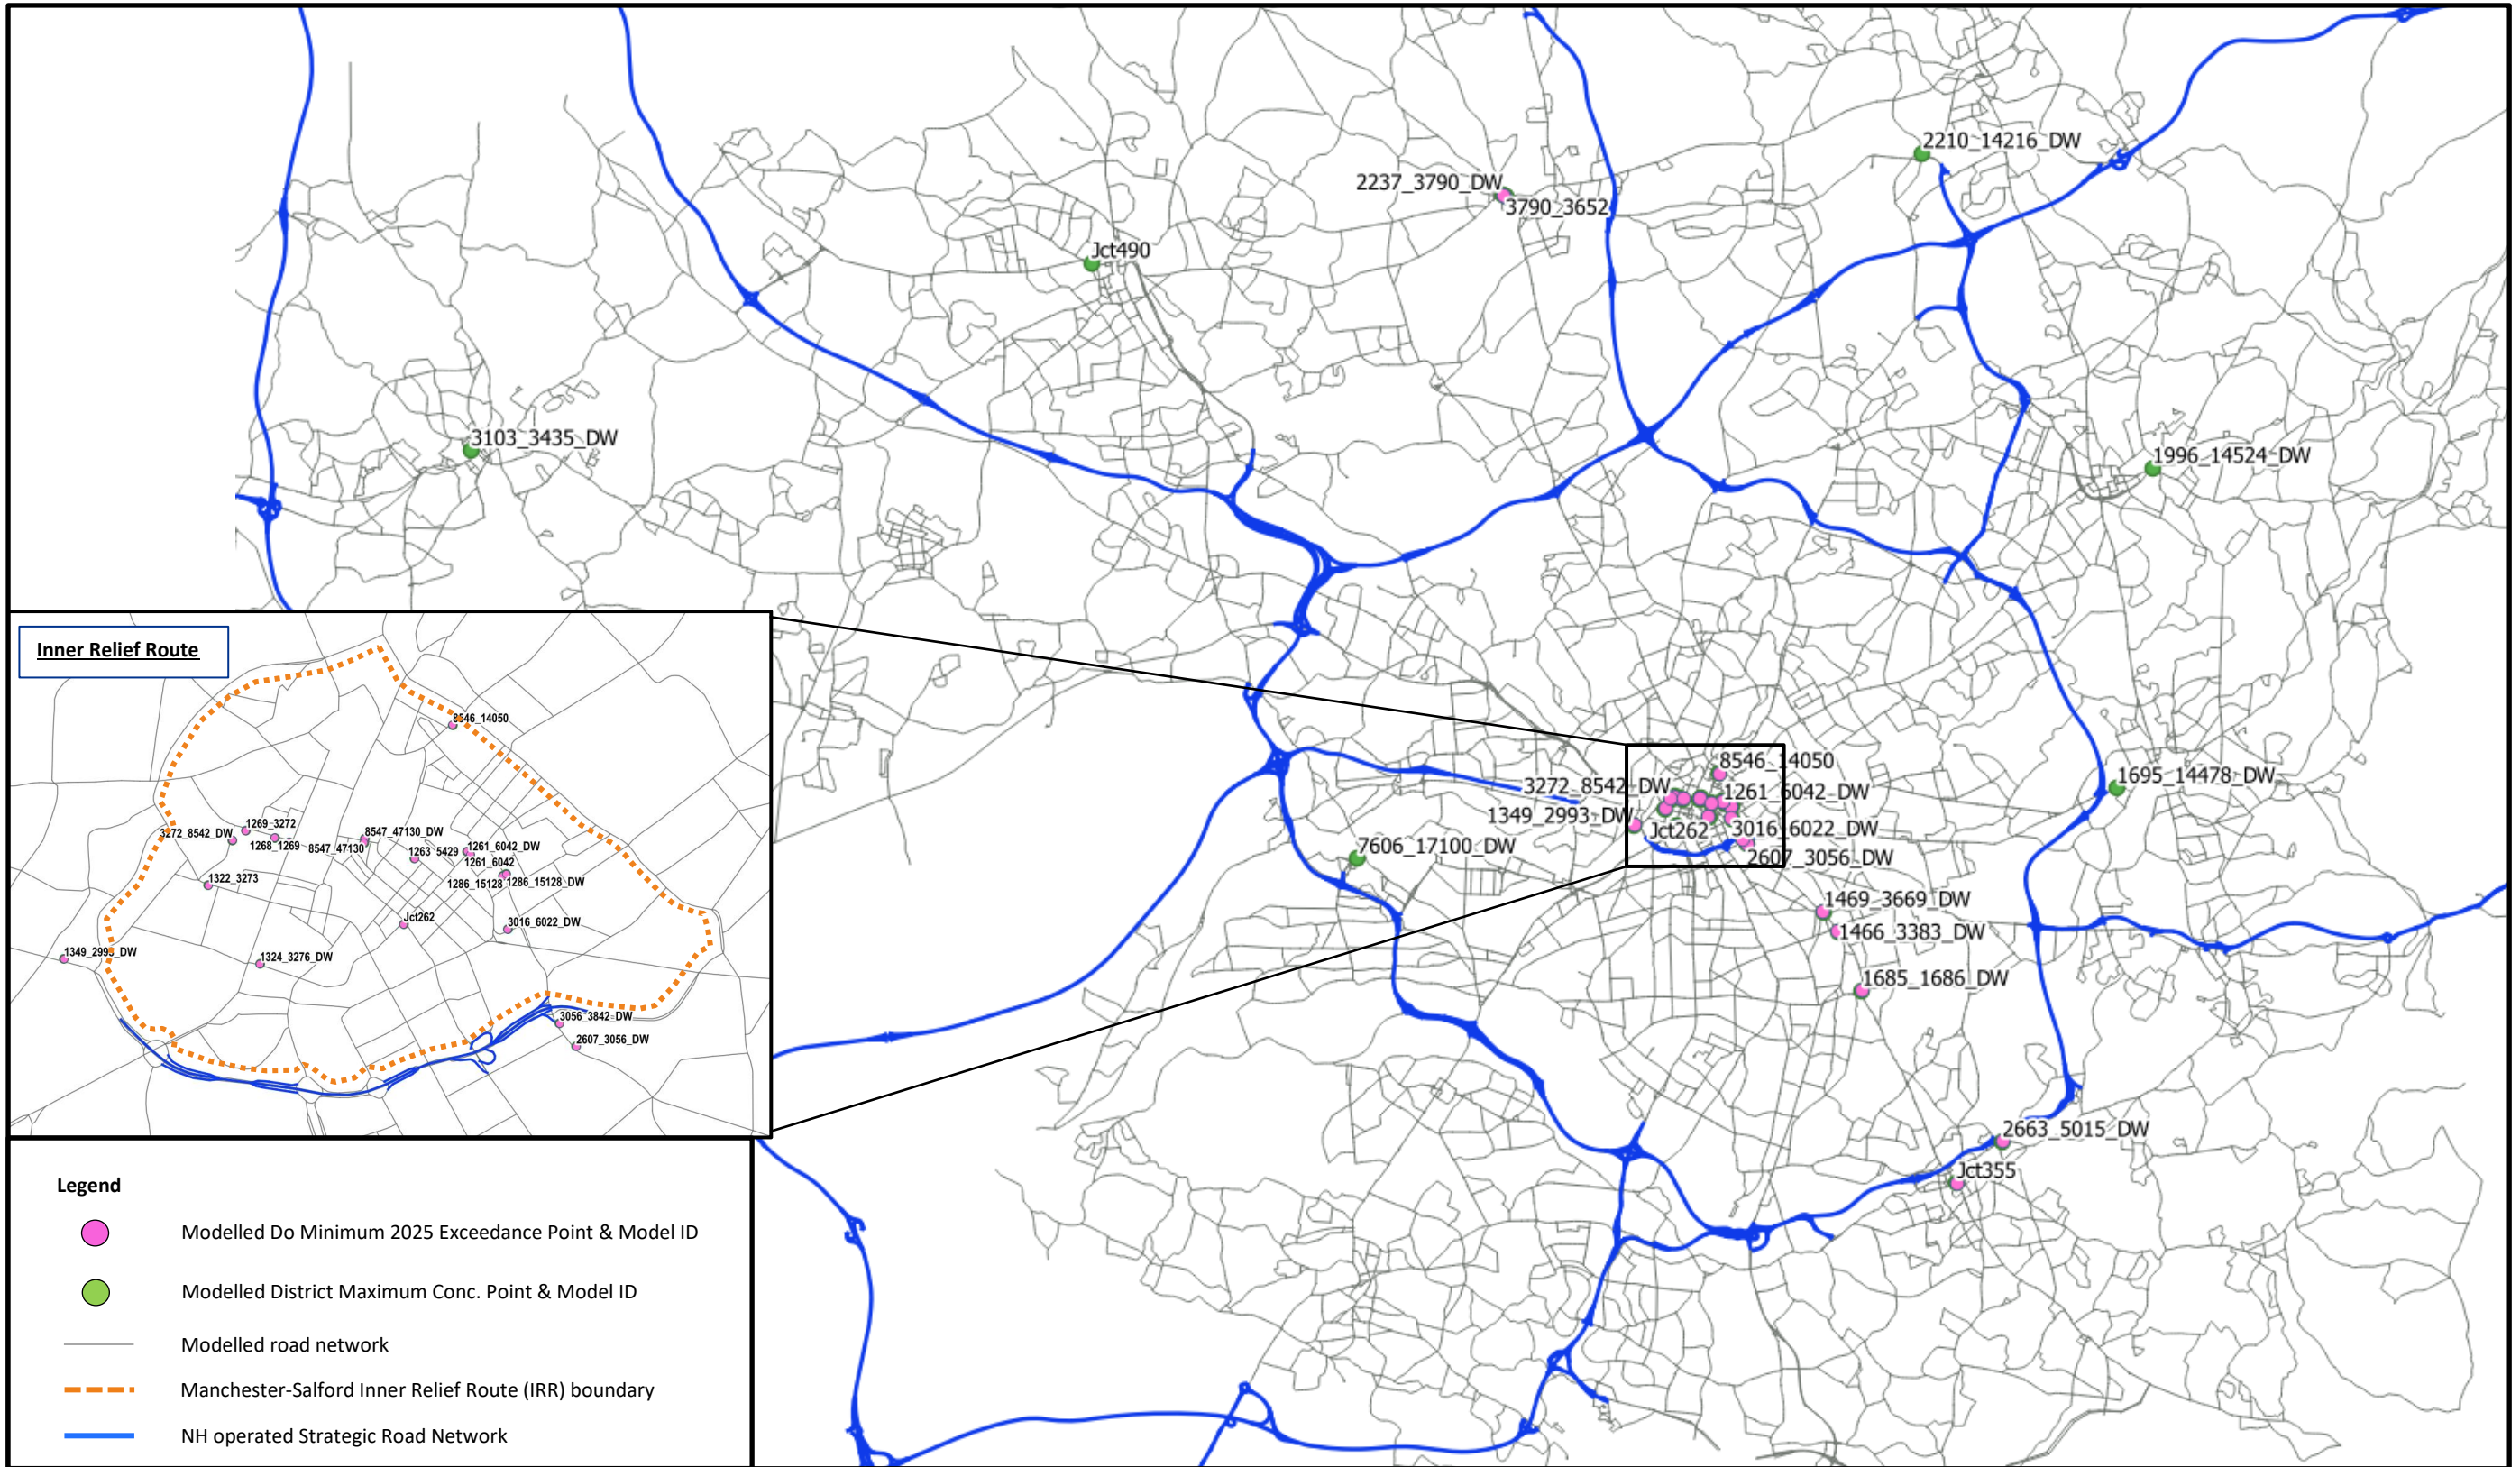 2210_14216_DW
2237_3790_DW
3790_3652
Jct490
3103_3435_DW
1996_14524_DW
8546_14050
3272_8542_DW
1261_6042_DW
1695_14478_DW
1349_2993_DW
Jct262
3016_6022_DW
7606_17100_DW
2607_3056_DW
1469_3669_DW
1466_3383_DW
1685_1686_DW
2663_5015_DW
Jct355
Inner Relief Route
8546_14050
1269_3272
3272_8542_DW
1268_1269
8547_47130_DW
8547_47130
1263_5429
1261_6042_DW
1261_6042
1286_15128
1286_15128_DW
1322_3273
Jct262
3016_6022_DW
1349_2993_DW
1324_3276_DW
3056_3842_DW
2607_3056_DW
Legend
Modelled Do Minimum 2025 Exceedance Point & Model ID
Modelled District Maximum Conc. Point & Model ID
Modelled road network
Manchester-Salford Inner Relief Route (IRR) boundary
NH operated Strategic Road Network